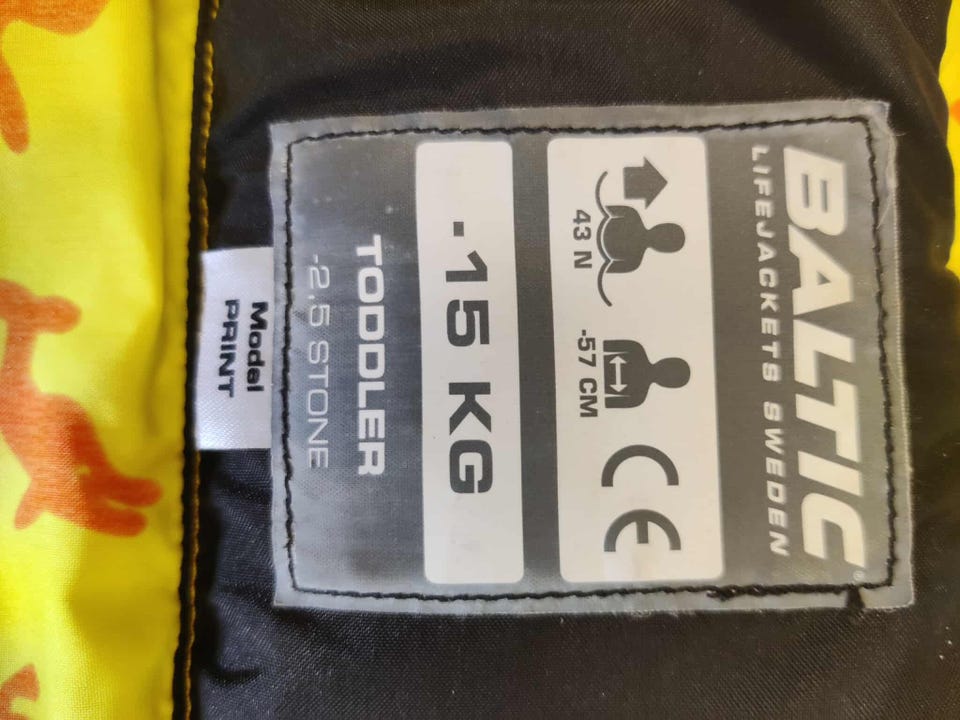 BALTIC®
LIFEJACKETS SWEDEN
43 N
-57 CM
CE
-15 KG
TODDLER
-2,5 STONE
Model
PRINT